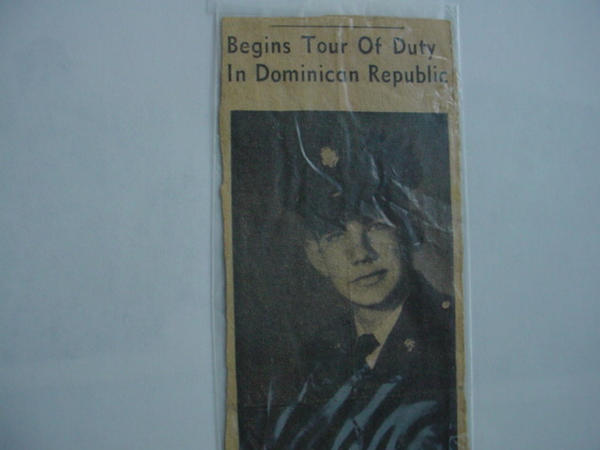 Begins Tour Of Duty
In Dominican Republic